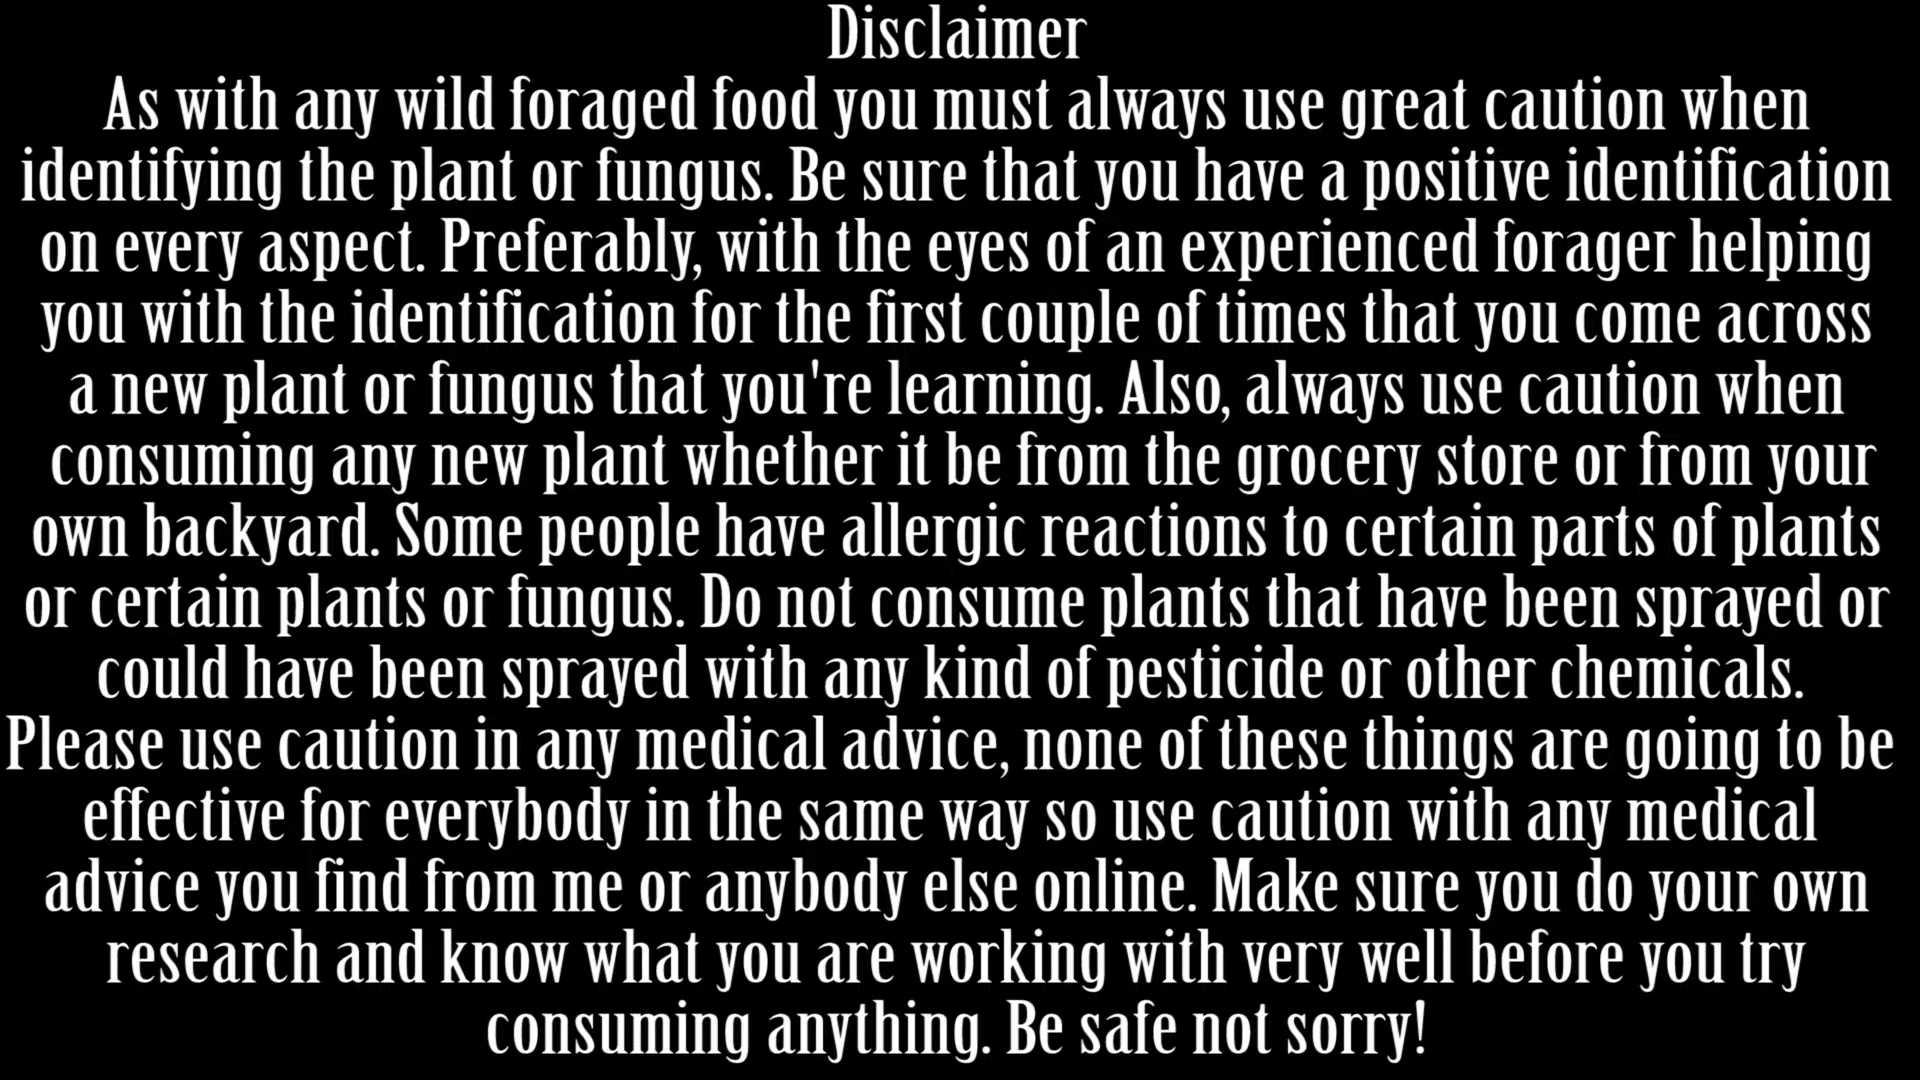 Disclaimer
As with any wild foraged food you must always use great caution when
identifying the plant or fungus. Be sure that you have a positive identification
on every aspect. Preferably, with the eyes of an experienced forager helping
you with the identification for the first couple of times that you come across
a new plant or fungus that you're learning. Also, always use caution when
consuming any new plant whether it be from the grocery store or from your
own backyard. Some people have allergic reactions to certain parts of plants
or certain plants or fungus. Do not consume plants that have been sprayed or
could have been sprayed with any kind of pesticide or other chemicals.
Please use caution in any medical advice, none of these things are going to be
effective for everybody in the same way so use caution with any medical
advice you find from me or anybody else online. Make sure you do your own
research and know what you are working with very well before you try
consuming anything. Be safe not sorry!